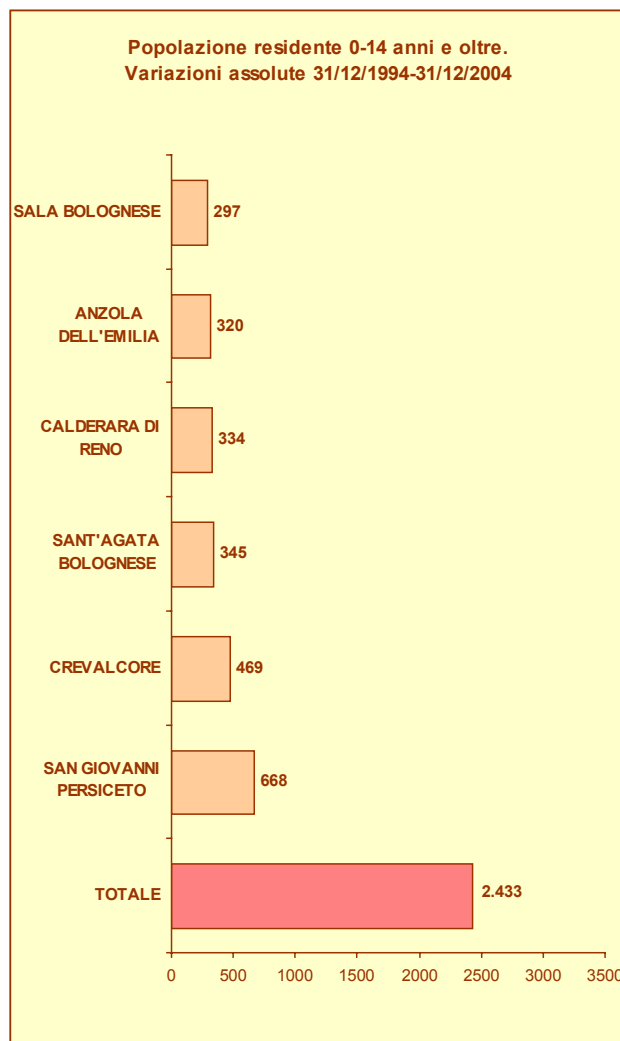 Popolazione residente 0-14 anni e oltre.
Variazioni assolute 31/12/1994-31/12/2004
SALA BOLOGNESE
297
ANZOLA
DELL'EMILIA
320
CALDERARA DI
RENO
334
SANT'AGATA
BOLOGNESE
345
CREVALCORE
469
SAN GIOVANNI
PERSICETO
668
TOTALE
2.433
0 500 1000 1500 2000 2500 3000 3500